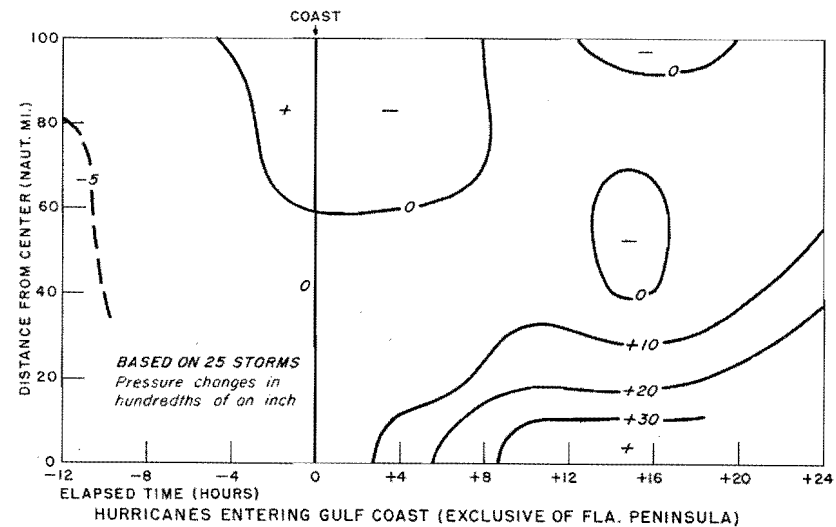 COAST
100
80
60
40
20
0
DISTANCE FROM CENTER (NAUT. MI.)
-5
+
−
0
−
0
−
0
0
+10
+20
+30
+
BASED ON 25 STORMS
Pressure changes in
hundredths of an inch
-12 -8 -4 0 +4 +8 +12 +16 +20 +24
ELAPSED TIME (HOURS)
HURRICANES ENTERING GULF COAST (EXCLUSIVE OF FLA. PENINSULA)